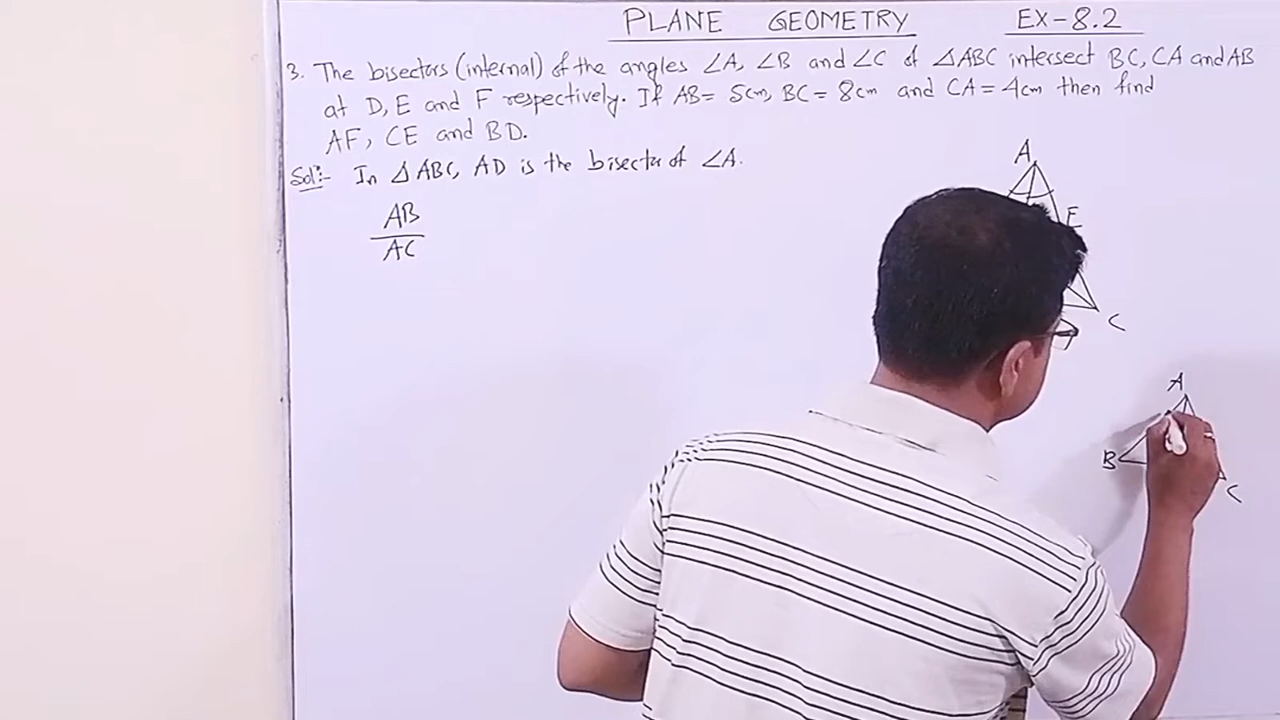 PLANE GEOMETRY EX-8.2
3. The bisectors (internal) of the angles ∠A, ∠B and ∠C of △ABC intersect BC, CA and AB
at D, E and F respectively. If AB = 5cm, BC = 8cm and CA = 4cm then find
AF, CE and BD.
Sol:- In △ABC, AD is the bisector of ∠A.
AB
AC
A
E
C
A
B
C